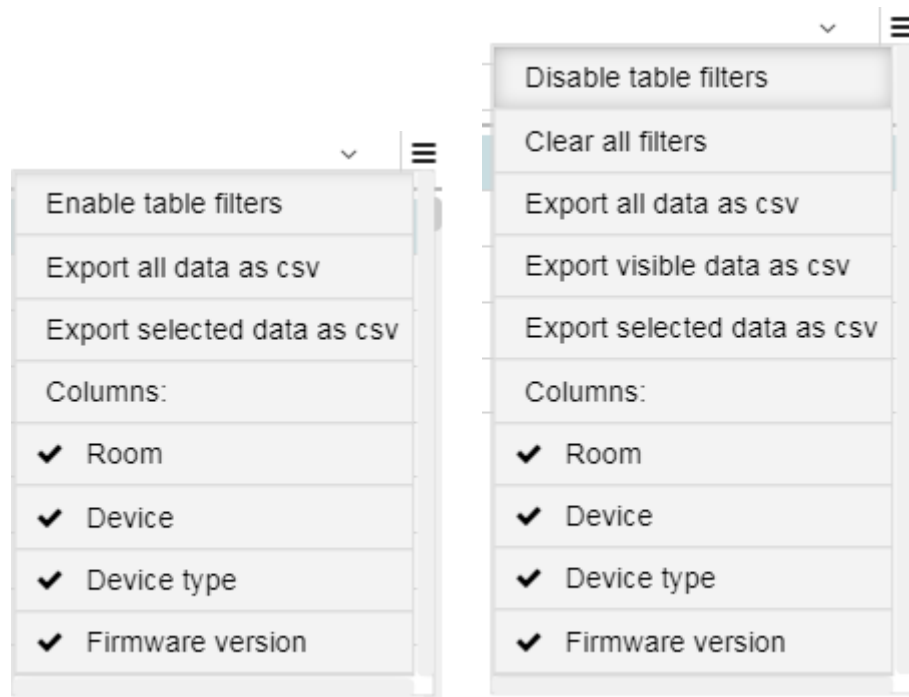 Enable table filters
Export all data as csv
Export selected data as csv
Columns:
Room
Device
Device type
Firmware version
Disable table filters
Clear all filters
Export all data as csv
Export visible data as csv
Export selected data as csv
Columns:
Room
Device
Device type
Firmware version